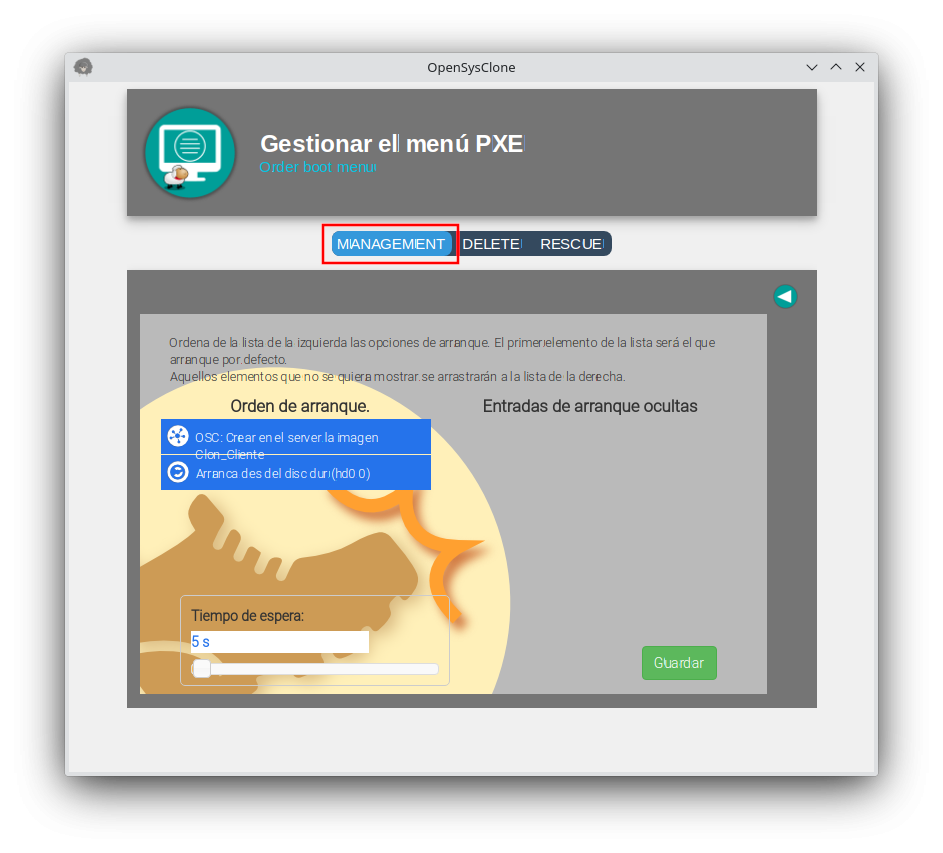 OpenSysClone
Gestionar el menú PXE
Order boot menu
MANAGEMENT DELETE RESCUE
Ordena de la lista de la izquierda las opciones de arranque. El primer elemento de la lista será el que
arranque por defecto.
Aquellos elementos que no se quiera mostrar se arrastrarán a la lista de la derecha.
Orden de arranque.
Entradas de arranque ocultas
OSC: Crear en el server la imagen
Clon_Cliente
Arranca des del disc dur (hd0 0)
Tiempo de espera:
5 s
Guardar